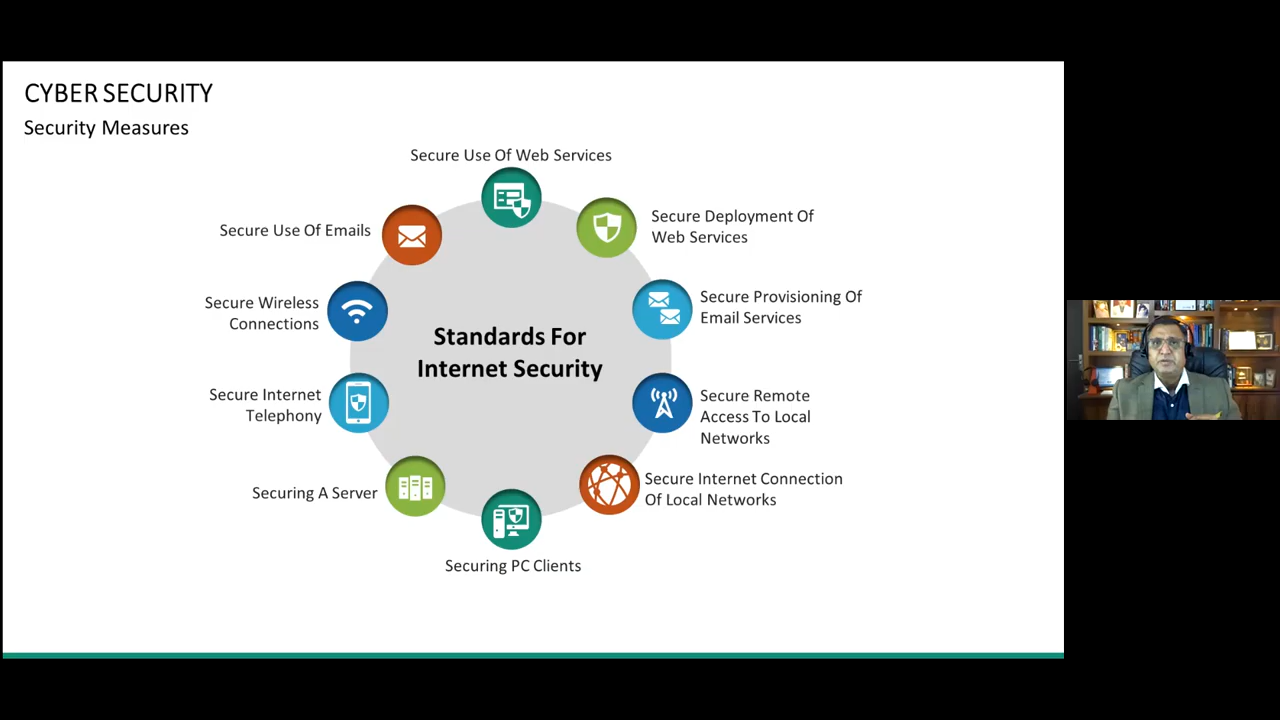 CYBER SECURITY
Security Measures
Secure Use Of Web Services
Secure Deployment Of
Web Services
Secure Provisioning Of
Email Services
Secure Remote
Access To Local
Networks
Secure Internet Connection
Of Local Networks
Securing PC Clients
Securing A Server
Secure Internet
Telephony
Secure Wireless
Connections
Secure Use Of Emails
Standards For
Internet Security